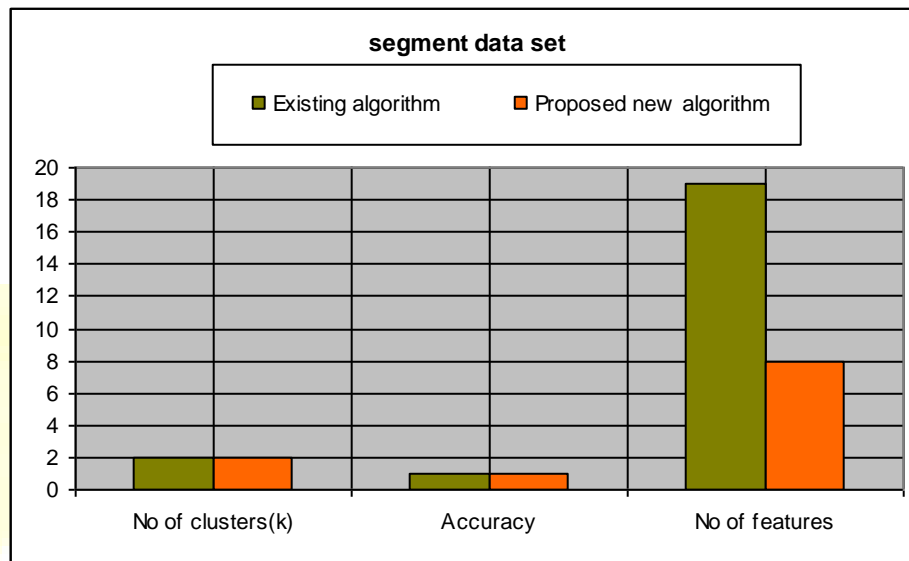 segment data set
Existing algorithm
Proposed new algorithm
20
18
16
14
12
10
8
6
4
2
0
No of clusters(k)
Accuracy
No of features